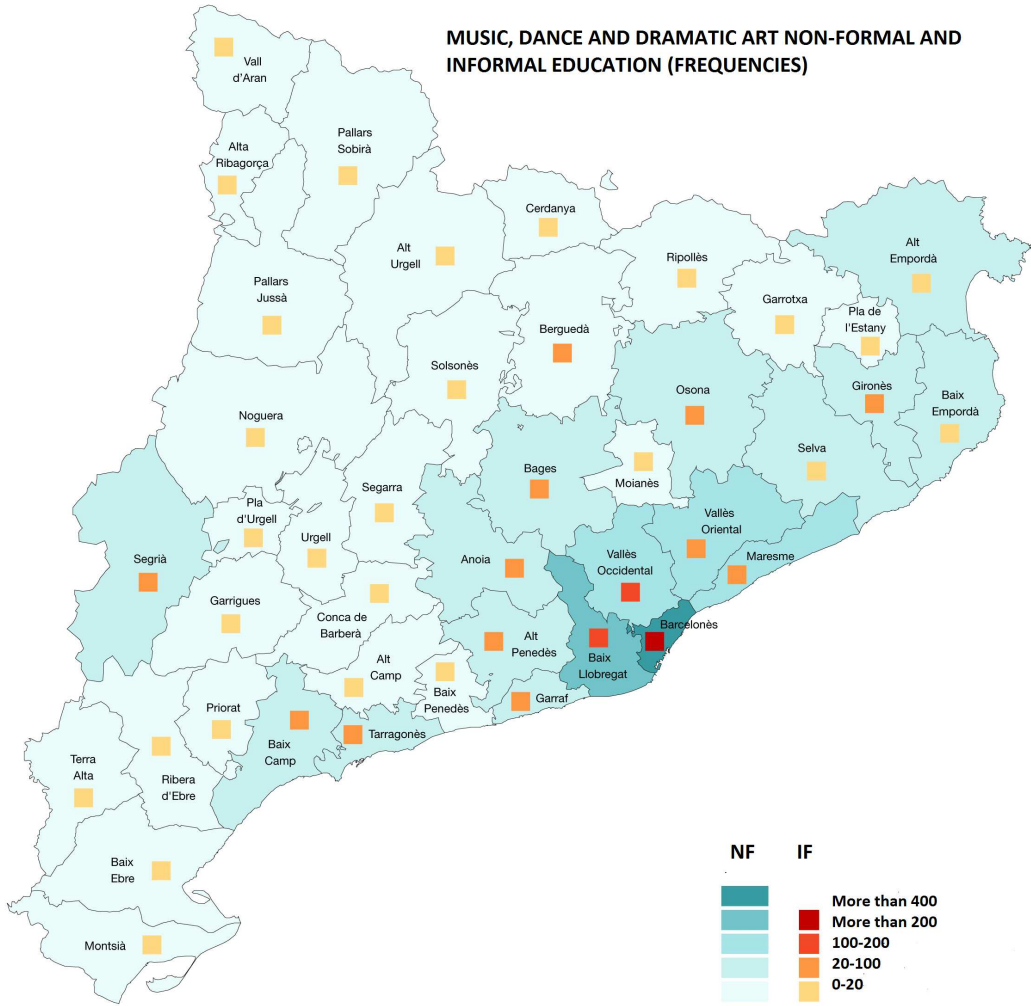 MUSIC, DANCE AND DRAMATIC ART NON-FORMAL AND
INFORMAL EDUCATION (FREQUENCIES)
Vall
d'Aran
Alta
Ribagorça
Pallars
Sobirà
Cerdanya
Alt
Urgell
Ripollès
Alt
Empordà
Pallars
Jussà
Garrotxa
Pla de
l'Estany
Berguedà
Solsonès
Osona
Gironès
Baix
Empordà
Noguera
Selva
Bages
Moianès
Segarra
Pla
d'Urgell
Urgell
Vallès
Oriental
Segrià
Anoia
Vallès
Occidental
Maresme
Garrigues
Conca de
Barberà
Barcelonès
Alt
Penedès
Baix
Llobregat
Alt
Camp
Baix
Penedès
Garraf
Priorat
Baix
Camp
Tarragonès
Terra
Alta
Ribera
d'Ebre
Baix
Ebre
Montsià
NF IF
More than 400
More than 200
100-200
20-100
0-20